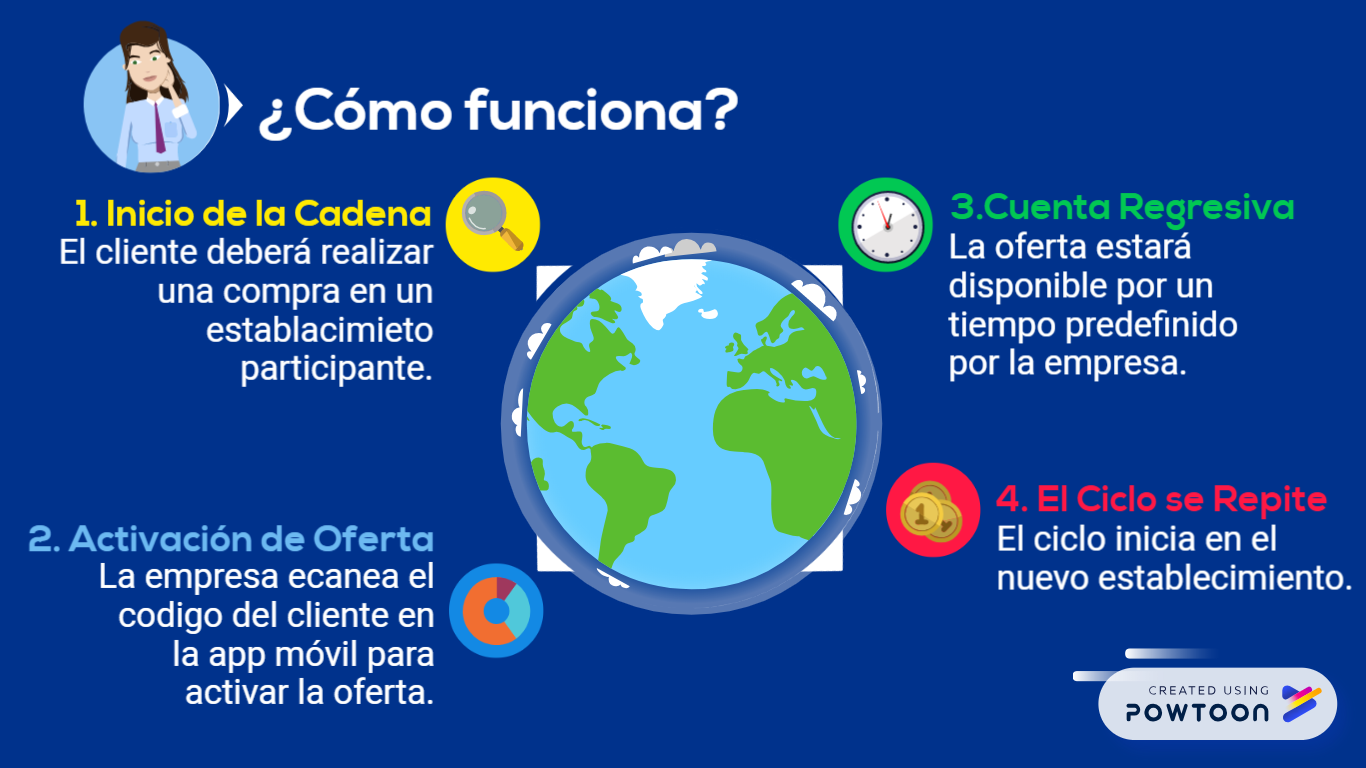 ¿Cómo funciona?
1. Inicio de la Cadena
El cliente deberá realizar
una compra en un
establacimieto
participante.
2. Activación de Oferta
La empresa ecanea el
codigo del cliente en
la app móvil para
activar la oferta.
3.Cuenta Regresiva
La oferta estará
disponible por un
tiempo predefinido
por la empresa.
4. El Ciclo se Repite
El ciclo inicia en el
nuevo establecimiento.
1
CREATED USING
POWTOON